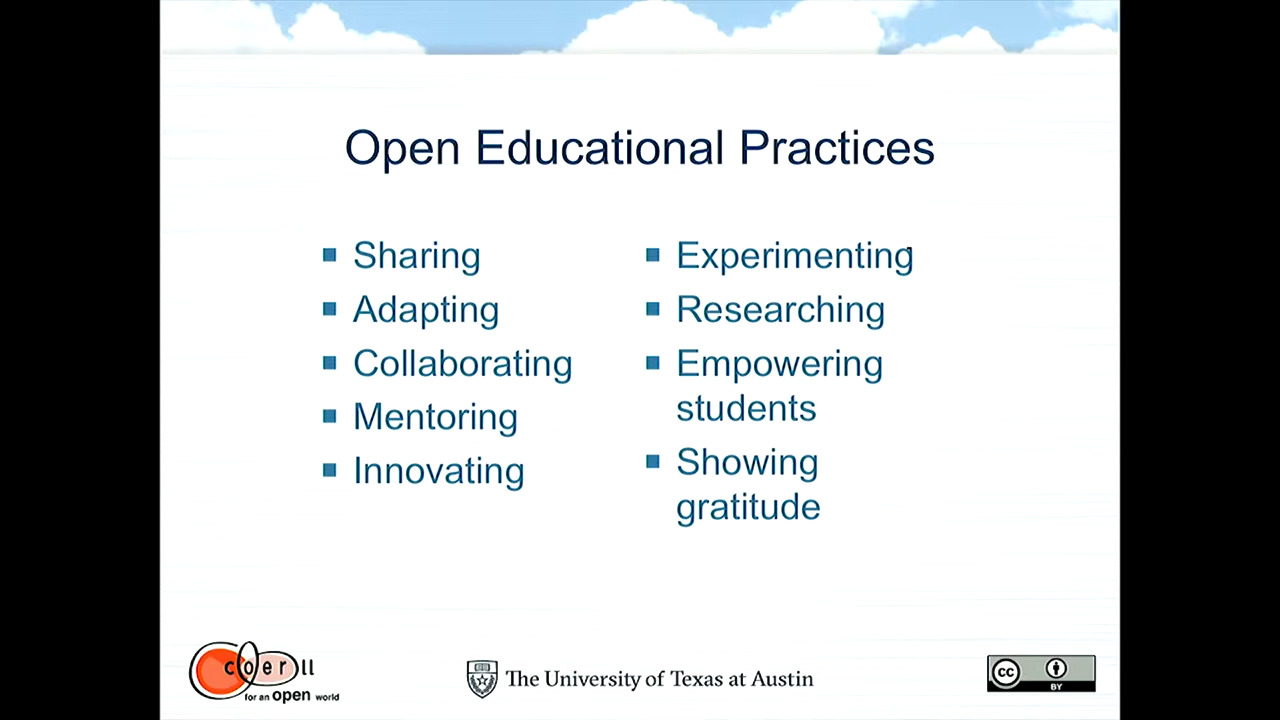 Open Educational Practices
Sharing
Adapting
Collaborating
Mentoring
Innovating
Experimenting
Researching
Empowering
students
Showing
gratitude
coerll
for an open world
The University of Texas at Austin
cc
BY